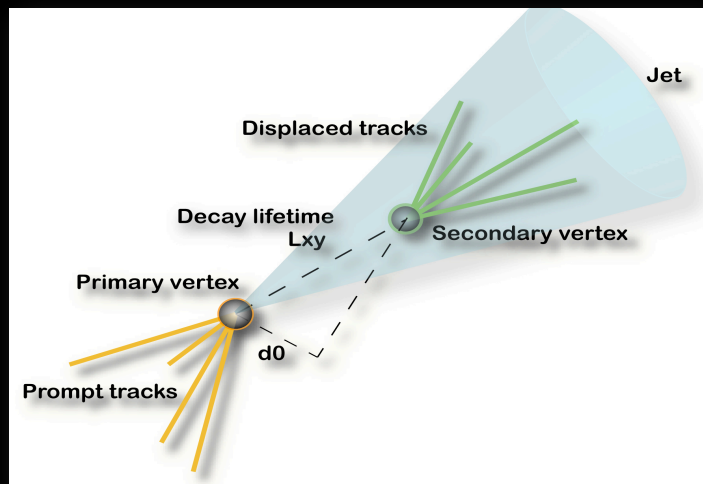 Jet
Displaced tracks
Decay lifetime
Lxy
Secondary vertex
Primary vertex
d0
Prompt tracks